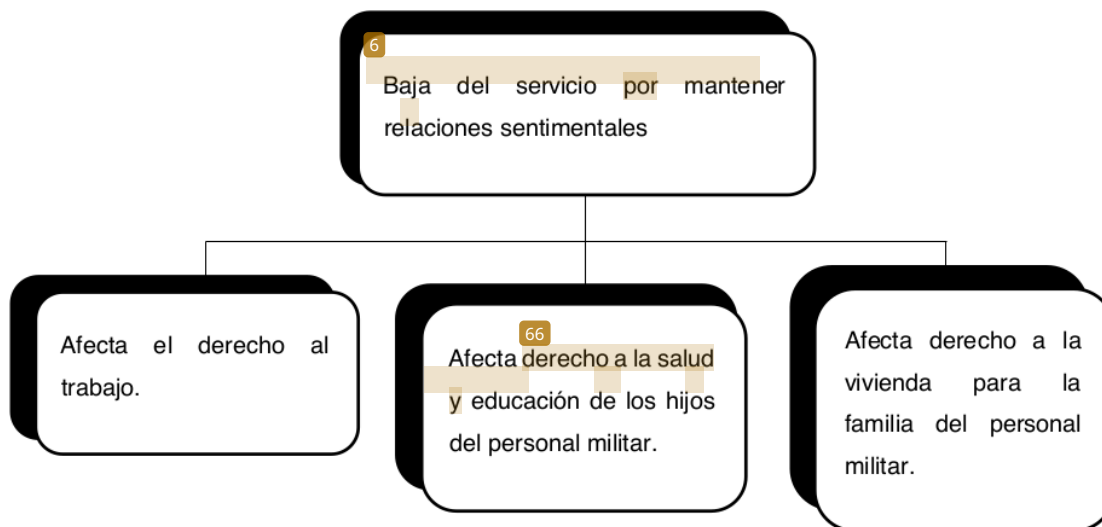 6
Baja del servicio por mantener
relaciones sentimentales
Afecta el derecho al
trabajo.
66
Afecta derecho a la salud
y educación de los hijos
del personal militar.
Afecta derecho a la
vivienda para la
familia del personal
militar.